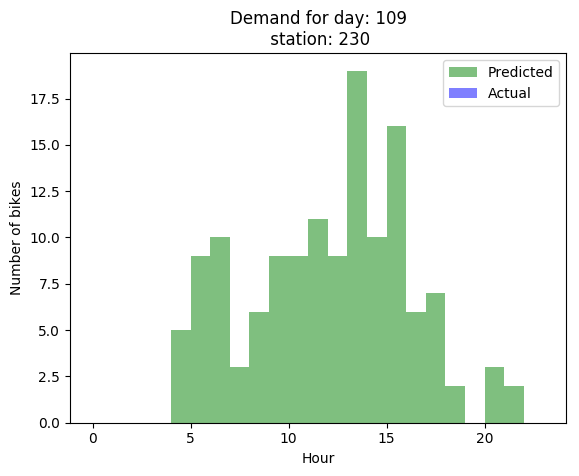 Demand for day: 109
station: 230
Predicted
Actual
Number of bikes
17.5
15.0
12.5
10.0
7.5
5.0
2.5
0.0
0
5
10
15
20
Hour